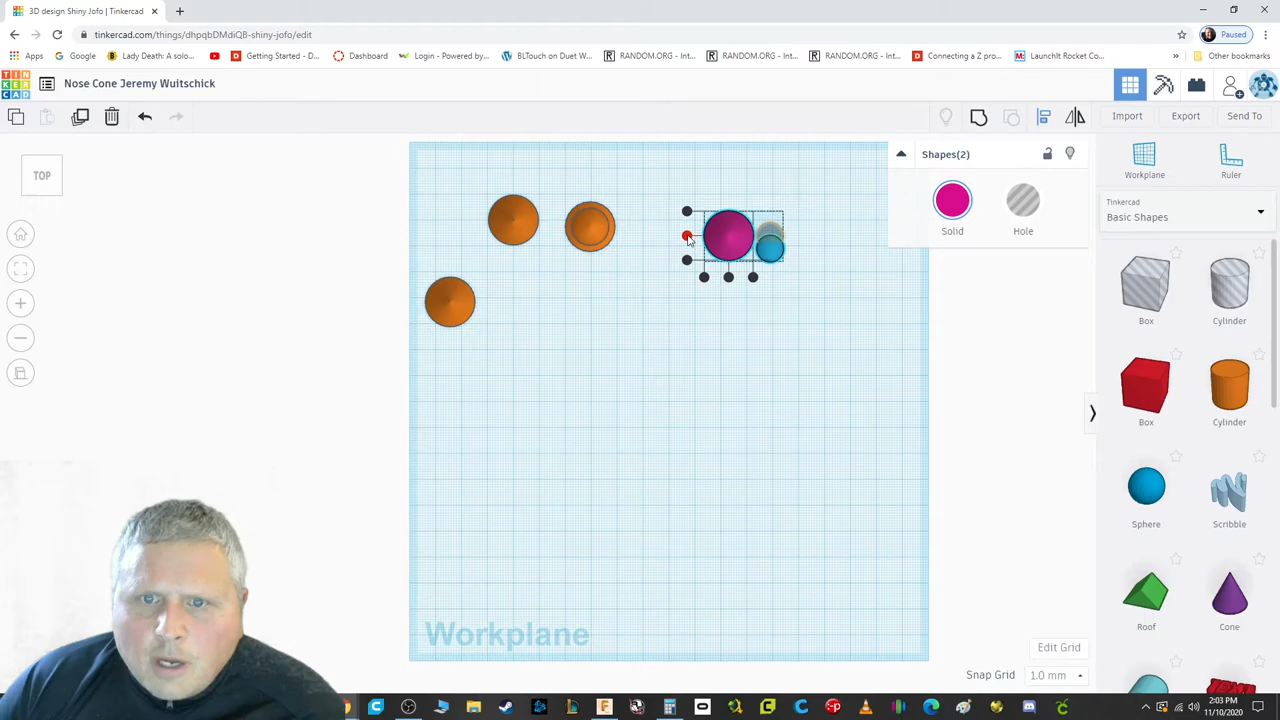 3D design Shiny Jofo | Tinkercad
tinkercad.com/things/dhpqbDMdiQB-shiny-jofo/edit
Paused
Apps
Google
Lady Death: A solo...
Getting Started - D...
Dashboard
Login - Powered by...
BLTouch on Duet W...
RANDOM.ORG - Int...
RANDOM.ORG - Int...
RANDOM.ORG - Int...
Connecting a Z pro...
LaunchIt Rocket Co...
Other bookmarks
TIN
KER
CAD
Nose Cone Jeremy Wuitschick
Import
Export
Send To
TOP
Shapes(2)
Solid
Hole
Workplane
Ruler
Tinkercad
Basic Shapes
Box
Cylinder
Box
Cylinder
Sphere
Scribble
Roof
Cone
Workplane
Edit Grid
Snap Grid
1.0 mm
2:03 PM
11/10/2020